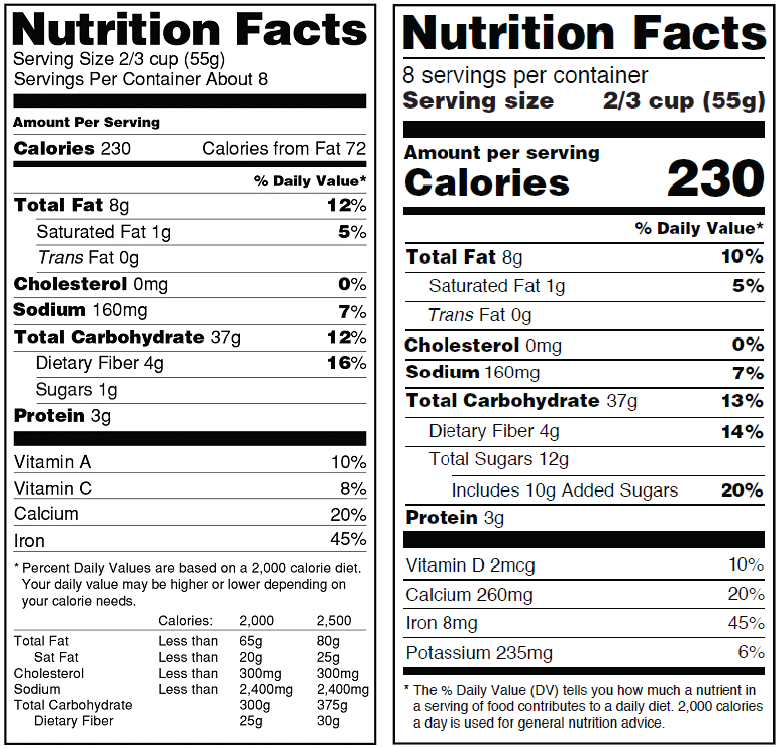 Nutrition Facts
Serving Size 2/3 cup (55g)
Servings Per Container About 8
Amount Per Serving
Calories 230 Calories from Fat 72
% Daily Value*
Total Fat 8g 12%
Saturated Fat 1g 5%
Trans Fat 0g
Cholesterol 0mg 0%
Sodium 160mg 7%
Total Carbohydrate 37g 12%
Dietary Fiber 4g 16%
Sugars 1g
Protein 3g
Vitamin A 10%
Vitamin C 8%
Calcium 20%
Iron 45%
* Percent Daily Values are based on a 2,000 calorie diet.
Your daily value may be higher or lower depending on
your calorie needs.
Calories: 2,000 2,500
Total Fat Less than 65g 80g
Sat Fat Less than 20g 25g
Cholesterol Less than 300mg 300mg
Sodium Less than 2,400mg 2,400mg
Total Carbohydrate 300g 375g
Dietary Fiber 25g 30g
Nutrition Facts
8 servings per container
Serving size 2/3 cup (55g)
Amount per serving
Calories 230
% Daily Value*
Total Fat 8g 10%
Saturated Fat 1g 5%
Trans Fat 0g
Cholesterol 0mg 0%
Sodium 160mg 7%
Total Carbohydrate 37g 13%
Dietary Fiber 4g 14%
Total Sugars 12g
Includes 10g Added Sugars 20%
Protein 3g
Vitamin D 2mcg 10%
Calcium 260mg 20%
Iron 8mg 45%
Potassium 235mg 6%
* The % Daily Value (DV) tells you how much a nutrient in
a serving of food contributes to a daily diet. 2,000 calories
a day is used for general nutrition advice.